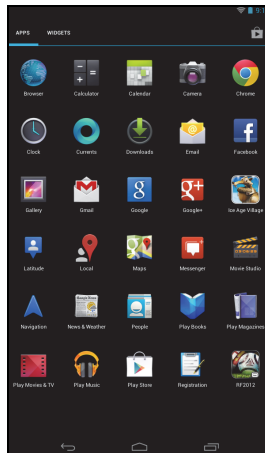 9:1
APPS WIDGETS
Browser Calculator Calendar Camera Chrome
Clock Currents Downloads Email Facebook
Gallery Gmail Google Google+ Ice Age Village
Latitude Local Maps Messenger Movie Studio
Navigation News & Weather People Play Books Play Magazines
Play Movies & TV Play Music Play Store Registration RF2012